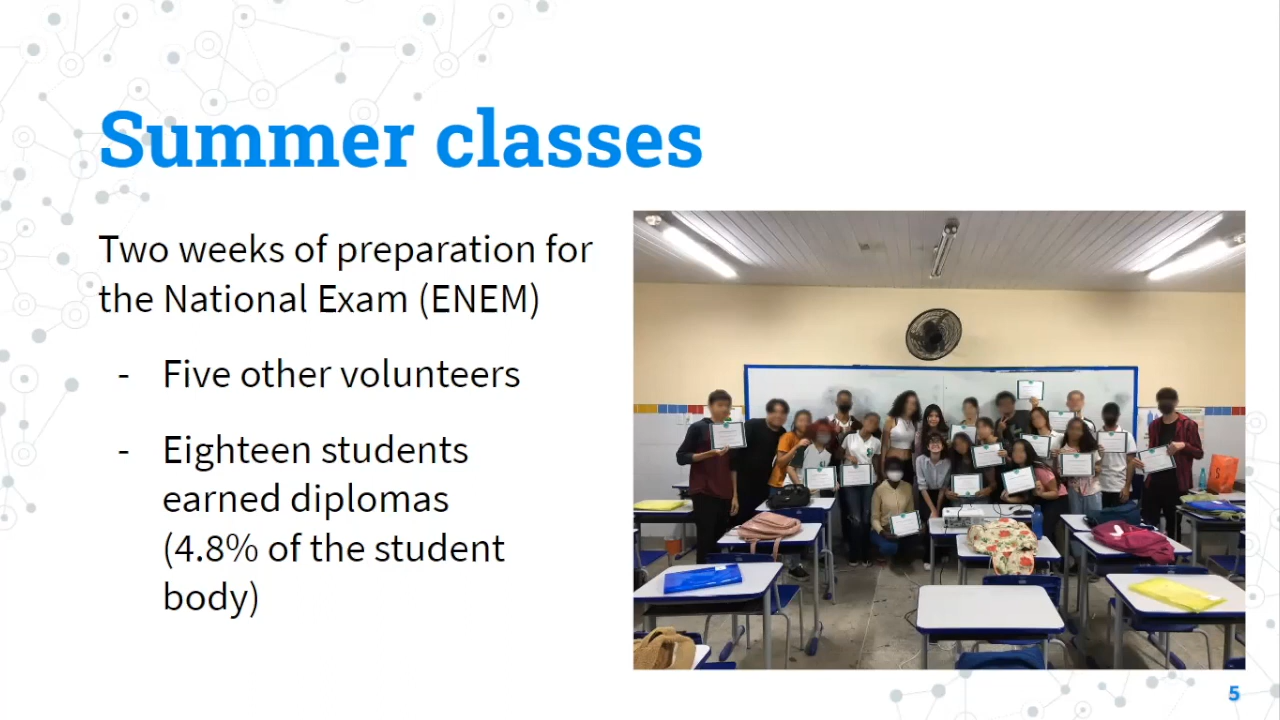 Summer classes
Two weeks of preparation for
the National Exam (ENEM)
- Five other volunteers
- Eighteen students
earned diplomas
(4.8% of the student
body)
5